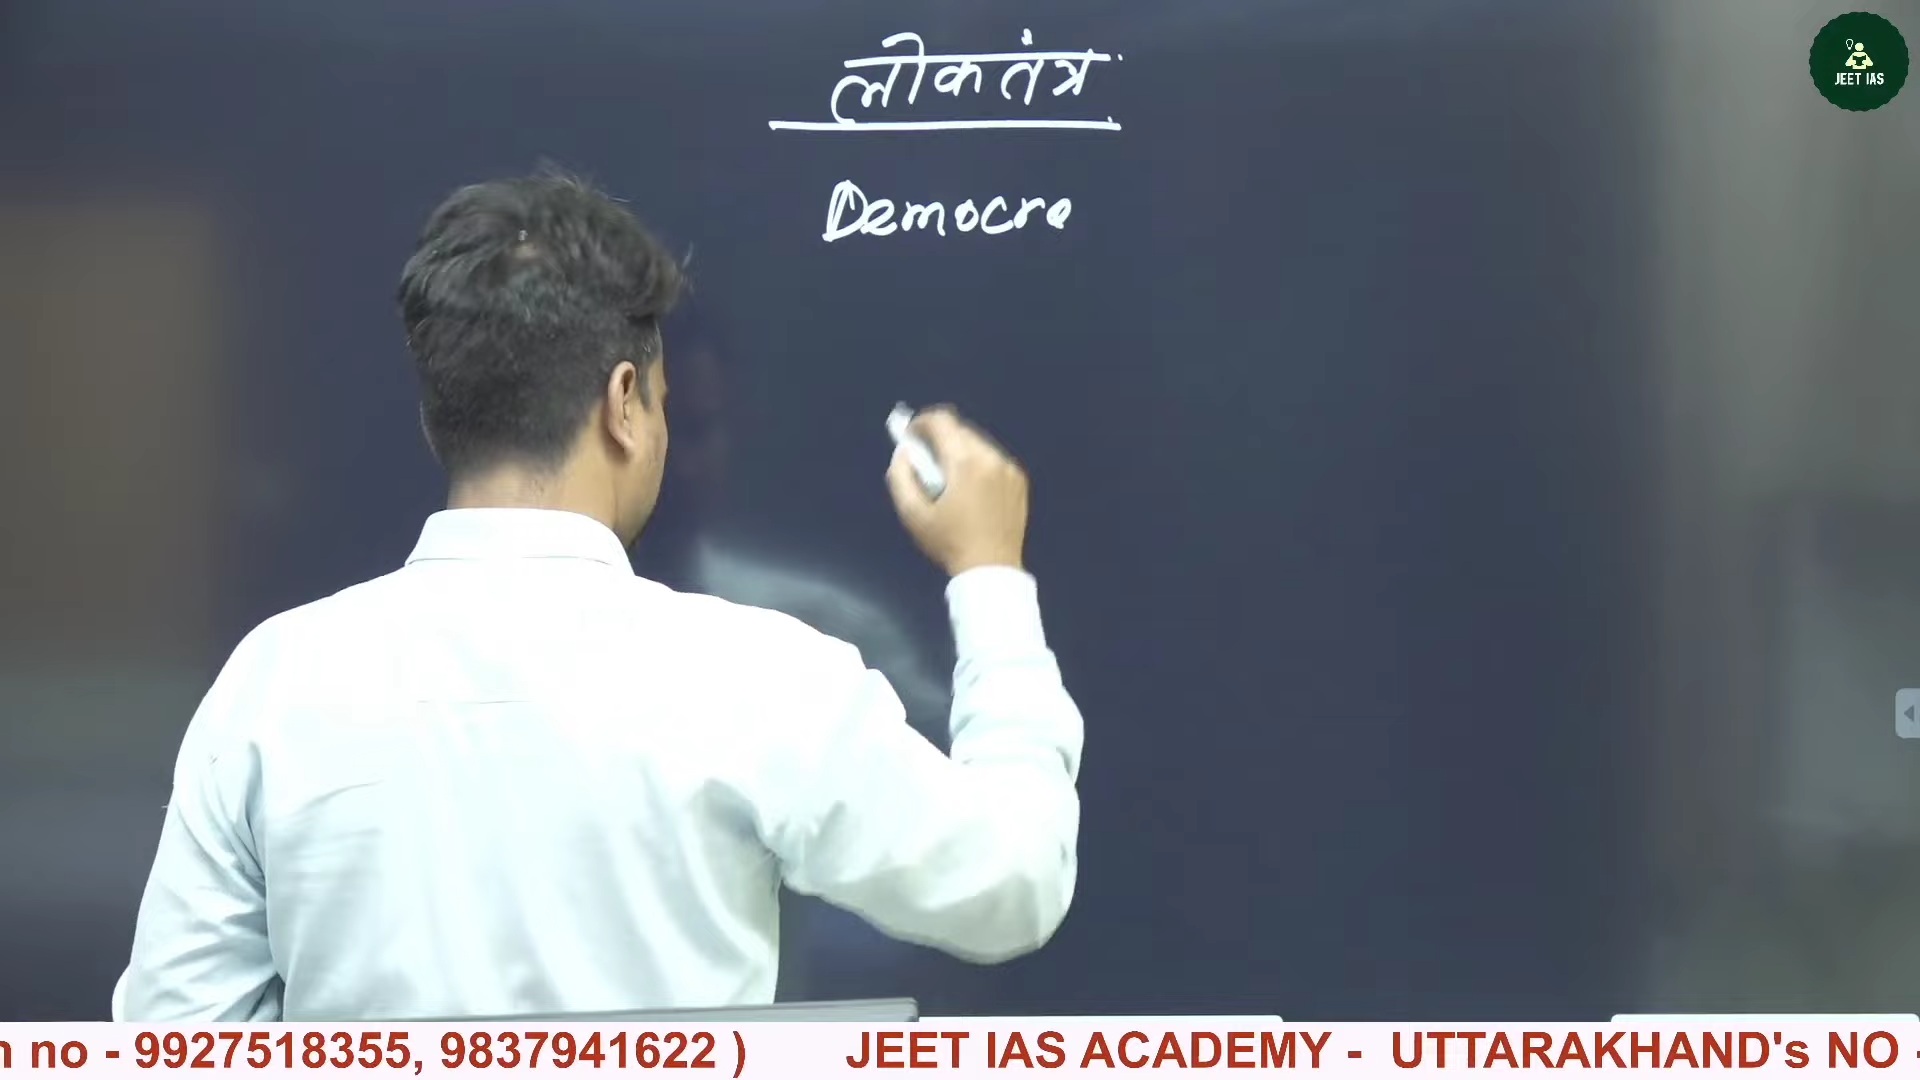 लोकतंत्र
Democra
JEET IAS
n no - 9927518355, 9837941622 ) JEET IAS ACADEMY - UTTARAKHAND's NO -